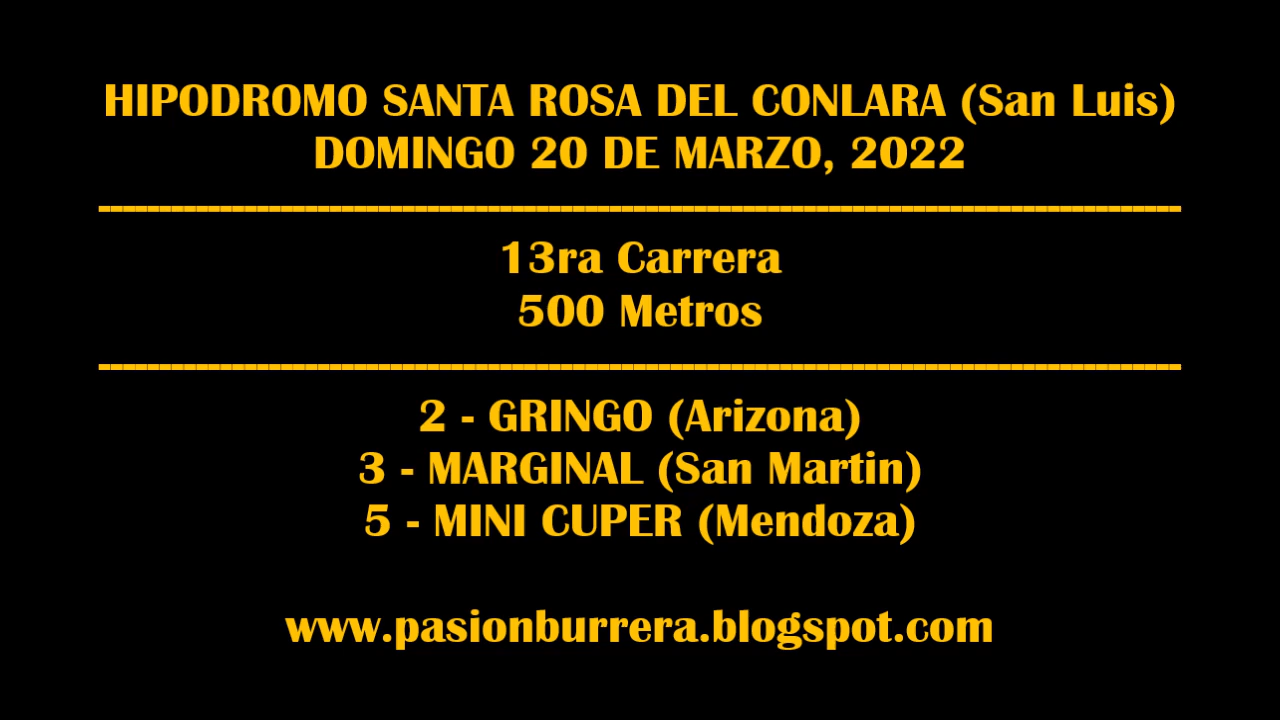 HIPODROMO SANTA ROSA DEL CONLARA (San Luis)
DOMINGO 20 DE MARZO, 2022
13ra Carrera
500 Metros
2 - GRINGO (Arizona)
3 - MARGINAL (San Martin)
5 - MINI CUPER (Mendoza)
www.pasionburrera.blogspot.com